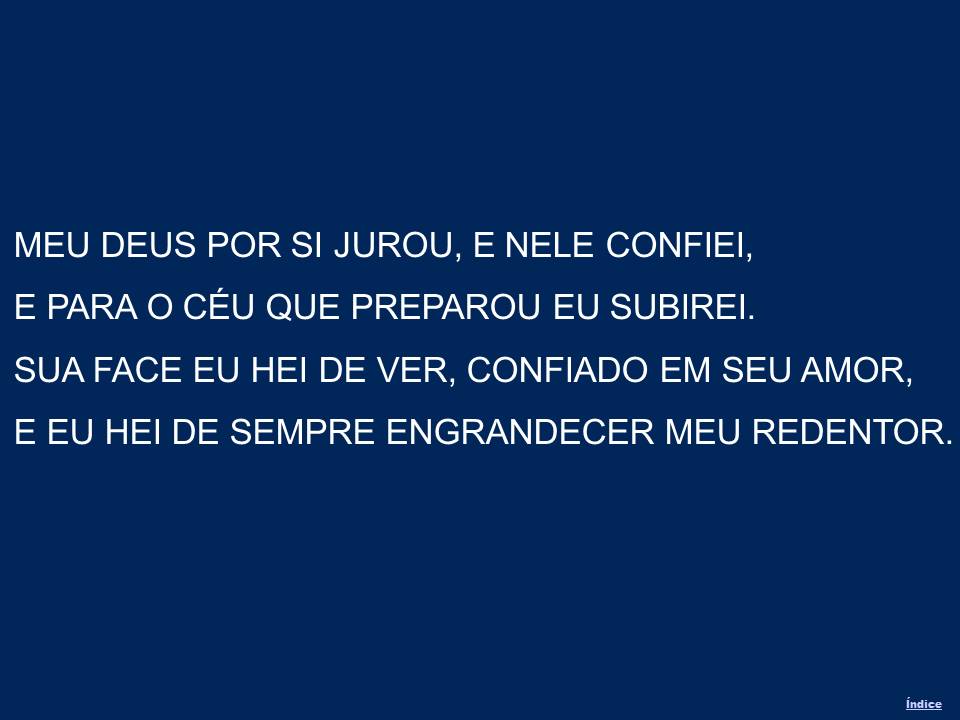 MEU DEUS POR SI JUROU, E NELE CONFIEI,
E PARA O CÉU QUE PREPAROU EU SUBIREI.
SUA FACE EU HEI DE VER, CONFIADO EM SEU AMOR,
E EU HEI DE SEMPRE ENGRANDECER MEU REDENTOR.
Índice